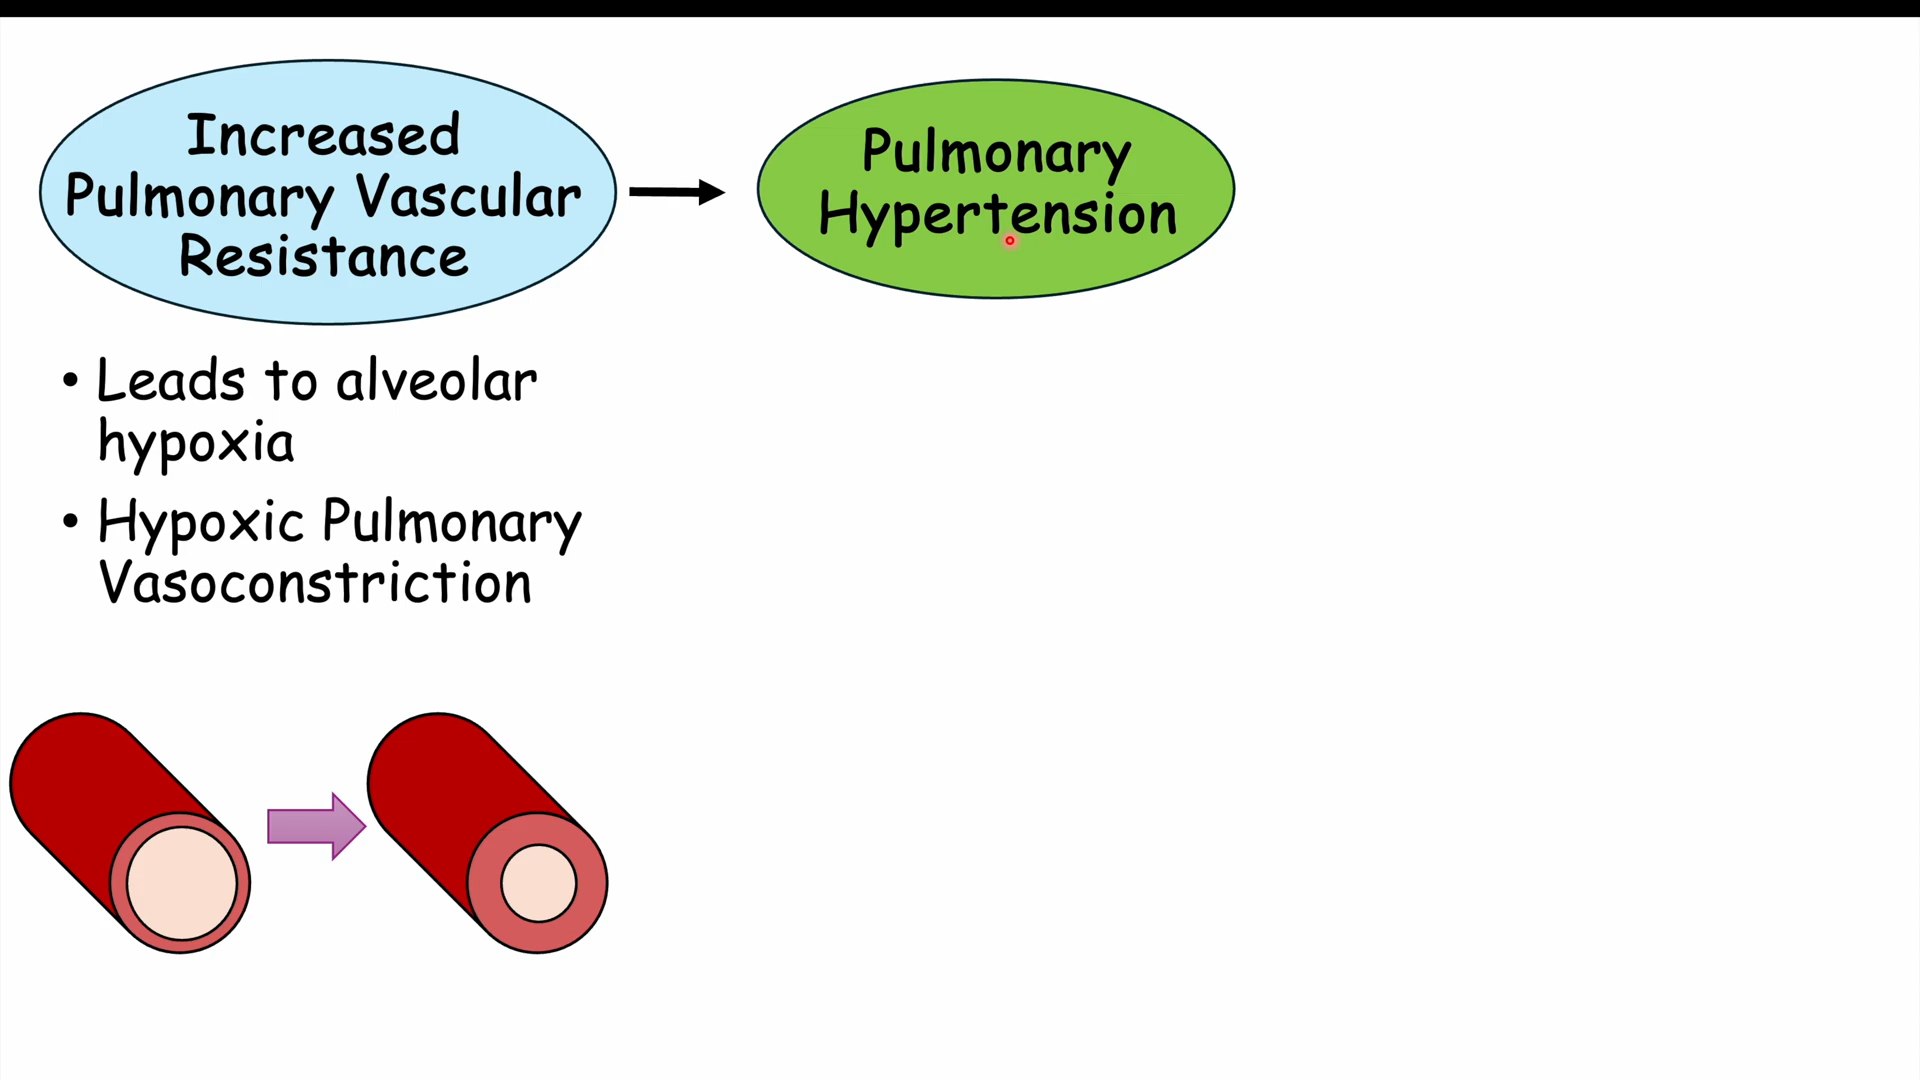 Increased
Pulmonary Vascular
Resistance
Pulmonary
Hypertension
• Leads to alveolar
hypoxia
• Hypoxic Pulmonary
Vasoconstriction